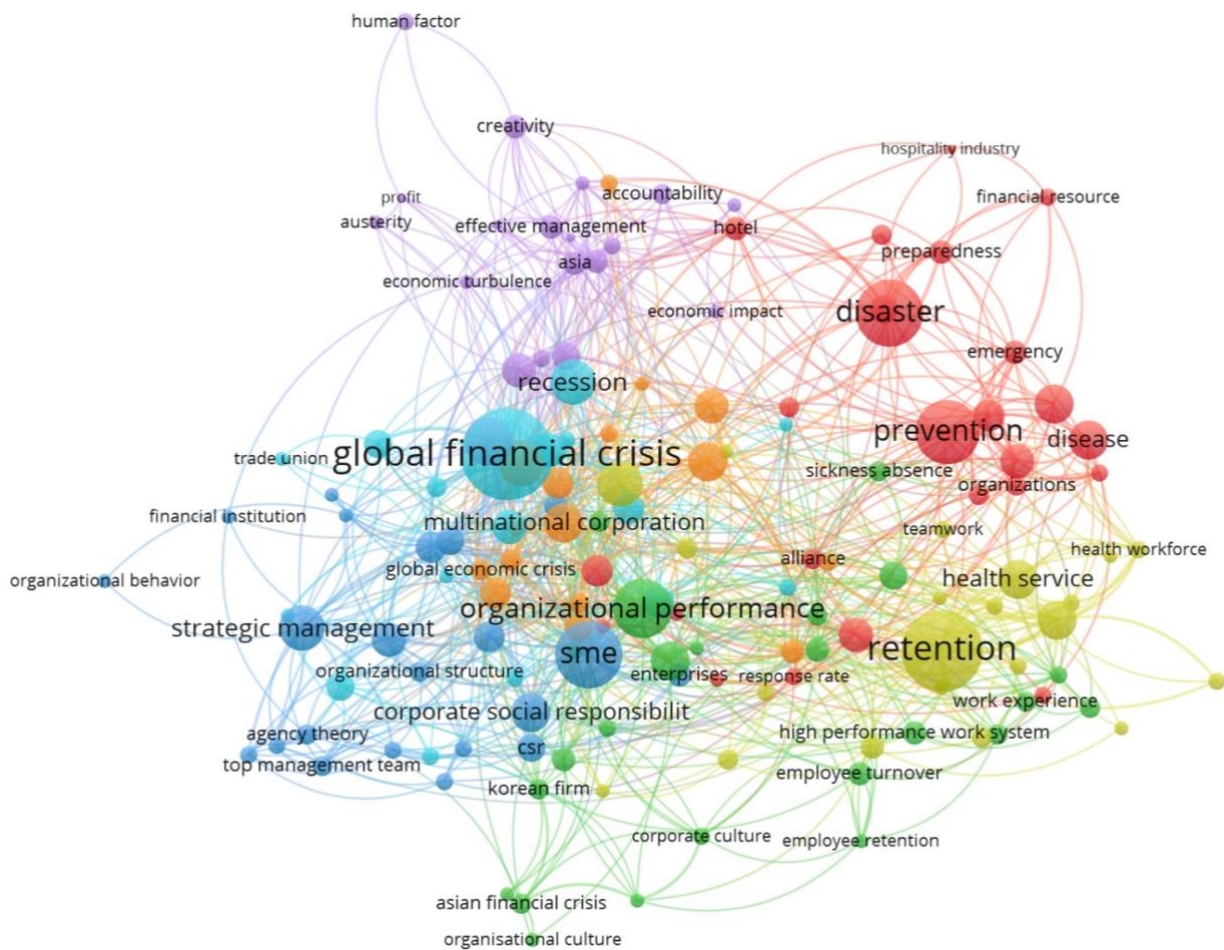 human factor
creativity
hospitality industry
profit
accountability
financial resource
austerity
effective management
hotel
preparedness
asia
economic turbulence
economic impact
disaster
emergency
recession
prevention
disease
global financial crisis
trade union
sickness absence
organizations
financial institution
multinational corporation
teamwork
health workforce
global economic crisis
alliance
organizational behavior
health service
organizational performance
strategic management
sme
retention
organizational structure
enterprises
response rate
work experience
corporate social responsibilit
agency theory
csr
high performance work system
top management team
employee turnover
korean firm
corporate culture
employee retention
asian financial crisis
organisational culture